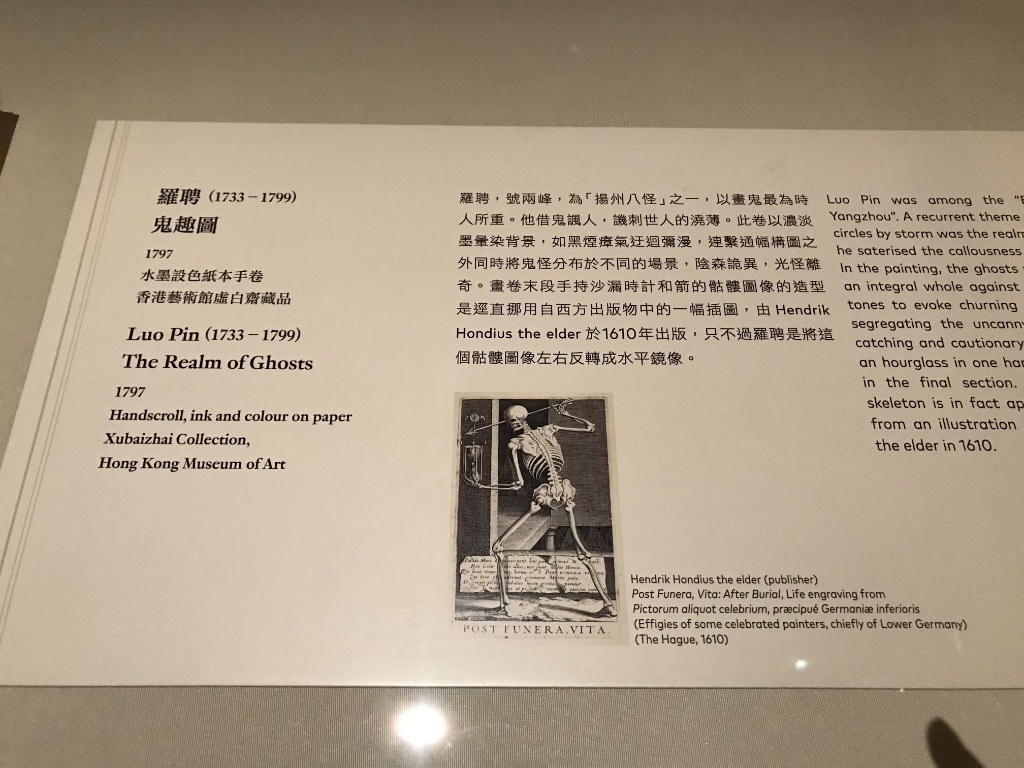 羅聘 (1733 – 1799)
鬼趣圖
1797
水墨設色紙本手卷
香港藝術館虛白齋藏品
Luo Pin (1733 – 1799)
The Realm of Ghosts
1797
Handscroll, ink and colour on paper
Xubaizhai Collection,
Hong Kong Museum of Art
羅聘，號兩峰，為「揚州八怪」之一，以畫鬼最為時
人所重。他借鬼諷人，譏刺世人的澆薄。此卷以濃淡
墨暈染背景，如黑煙瘴氣迂迴彌漫，連繫通幅構圖之
外同時將鬼怪分布於不同的場景，陰森詭異，光怪離
奇。畫卷末段手持沙漏時計和箭的骷髏圖像的造型
是逕直挪用自西方出版物中的一幅插圖，由 Hendrik
Hondius the elder 於1610年出版，只不過羅聘是將這
個骷髏圖像左右反轉成水平鏡像。
Luo Pin was among the
Yangzhou". A recurrent theme
circles by storm was the realm
he saterised the callousness
In the painting, the ghosts
an integral whole against
tones to evoke churning
segregating the
catching and cautionary
an hourglass in one
in the final section.
skeleton is in fact
from an illustration
the elder in 1610.
POST FUNERA, VITA.
Hendrik Hondius the elder (publisher)
Post Funera, Vita: After Burial, Life engraving from
Pictorum aliquot celebrium, præcipué Germaniæ inferioris
(Effigies of some celebrated painters, chiefly of Lower Germany)
(The Hague, 1610)